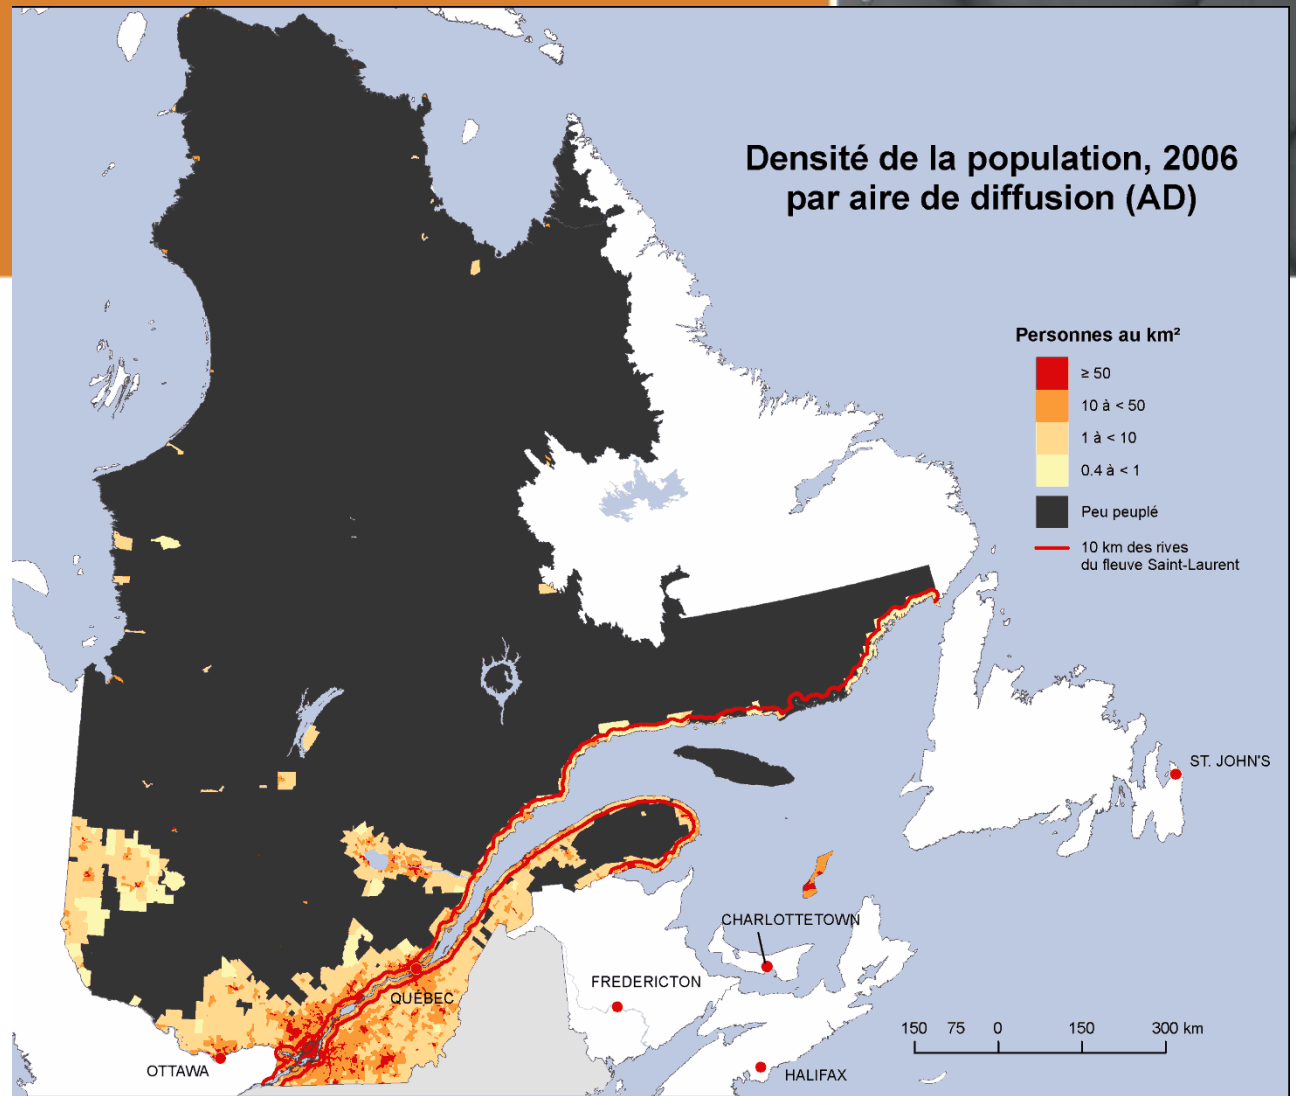 Densité de la population, 2006
par aire de diffusion (AD)
Personnes au km²
≥ 50
10 à < 50
1 à < 10
0.4 à < 1
Peu peuplé
10 km des rives
du fleuve Saint-Laurent
ST. JOHN'S
CHARLOTTETOWN
FREDERICTON
QUÉBEC
150 75 0 150 300 km
OTTAWA
HALIFAX